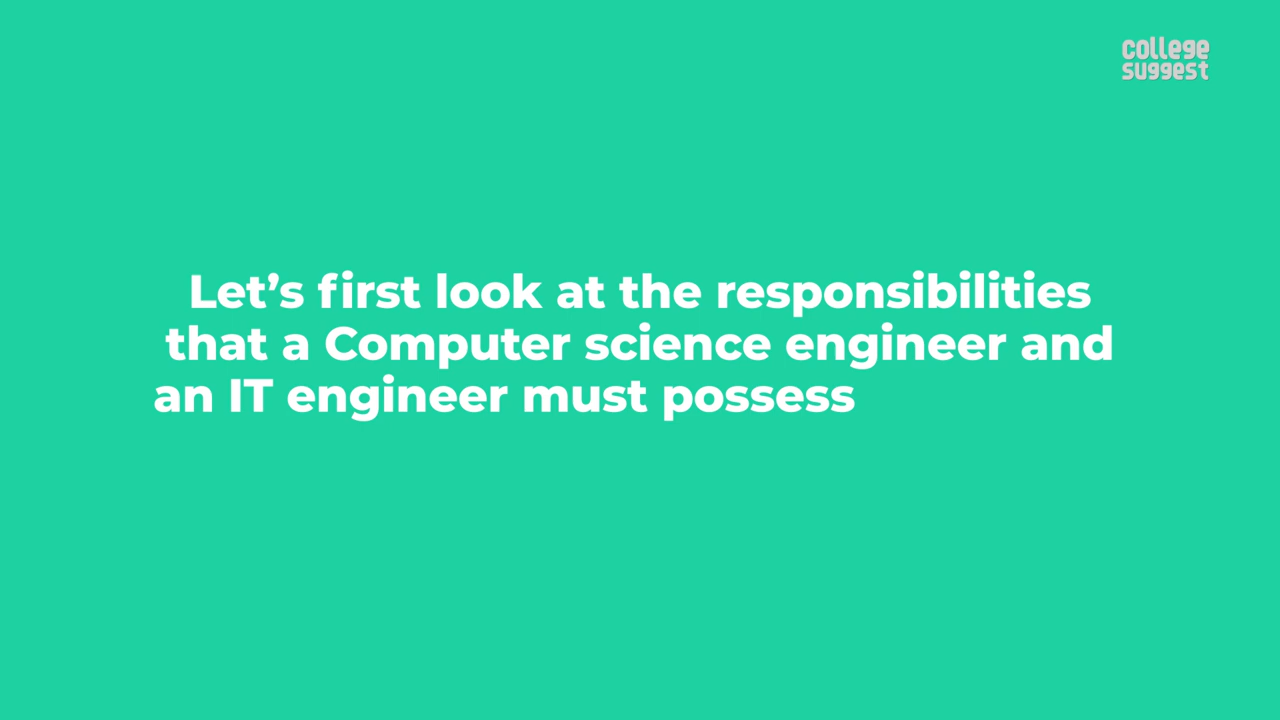 college
suggest
Let’s first look at the responsibilities
that a Computer science engineer and
an IT engineer must possess